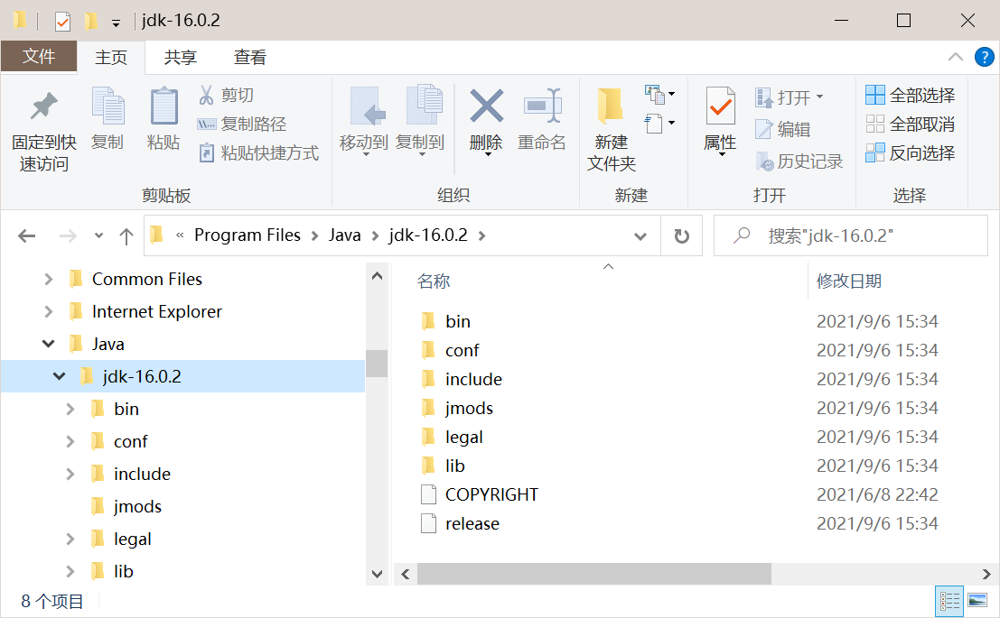 jdk-16.0.2
文件 主页 共享 查看
固定到快速访问
复制
粘贴
剪切
复制路径
粘贴快捷方式
剪贴板
移动到
复制到
删除
重命名
组织
新建
文件夹
新建
属性
打开
编辑
历史记录
打开
全部选择
全部取消
反向选择
选择
« Program Files > Java > jdk-16.0.2 >
搜索"jdk-16.0.2"
Common Files
Internet Explorer
Java
jdk-16.0.2
bin
conf
include
jmods
legal
lib
名称 修改日期
bin 2021/9/6 15:34
conf 2021/9/6 15:34
include 2021/9/6 15:34
jmods 2021/9/6 15:34
legal 2021/9/6 15:34
lib 2021/9/6 15:34
COPYRIGHT 2021/6/8 22:42
release 2021/9/6 15:34
8 个项目